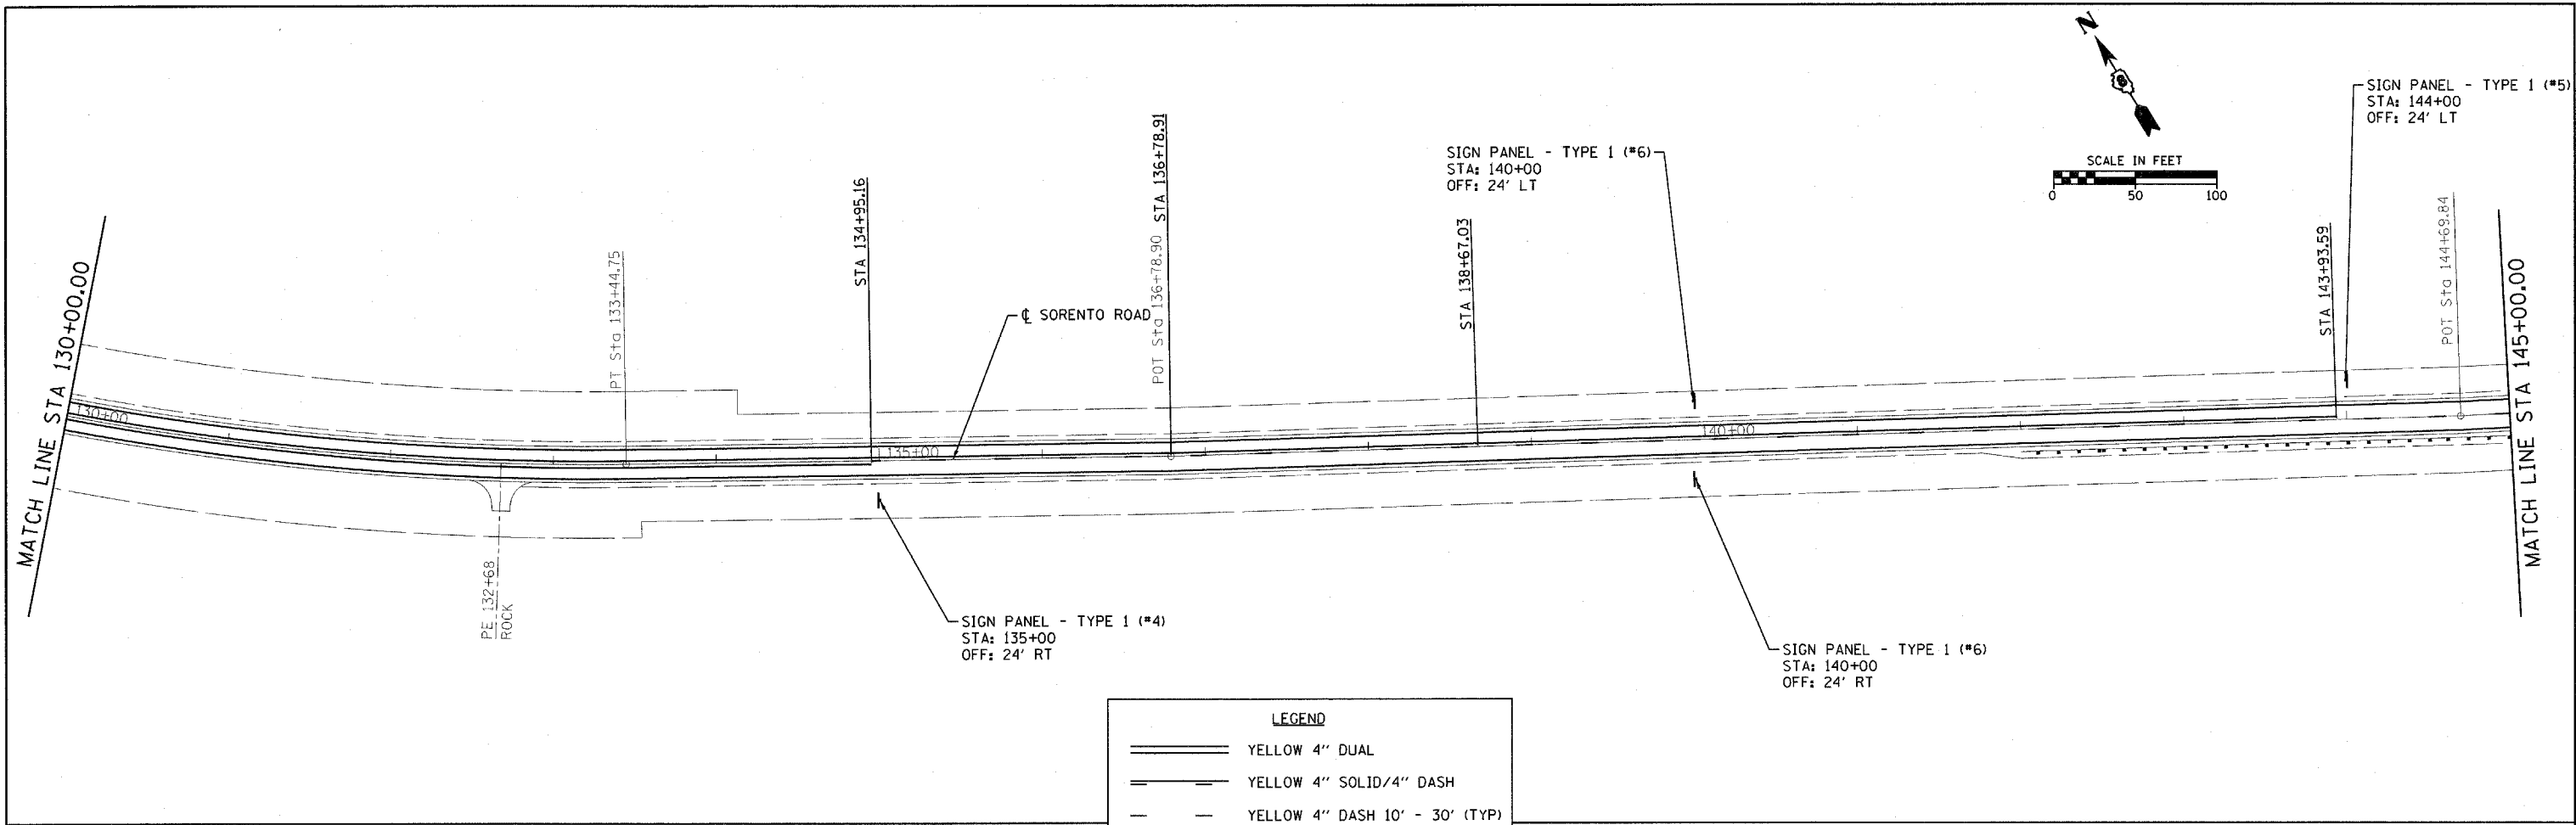 N
8
SIGN PANEL - TYPE 1 (#5)
STA: 144+00
OFF: 24' LT
SIGN PANEL - TYPE 1 (#6)
STA: 140+00
OFF: 24' LT
SCALE IN FEET
0 50 100
MATCH LINE STA 130+00.00
PT Sta 133+44.75
STA 134+95.16
POT Sta 136+78.90 STA 136+78.91
STA 138+67.03
STA 143+93.59
POT Sta 144+69.84
MATCH LINE STA 145+00.00
℄ SORENTO ROAD
130+00
135+00
140+00
PE 132+68
ROCK
SIGN PANEL - TYPE 1 (#4)
STA: 135+00
OFF: 24' RT
SIGN PANEL - TYPE 1 (#6)
STA: 140+00
OFF: 24' RT
LEGEND
YELLOW 4" DUAL
YELLOW 4" SOLID/4" DASH
YELLOW 4" DASH 10' - 30' (TYP)